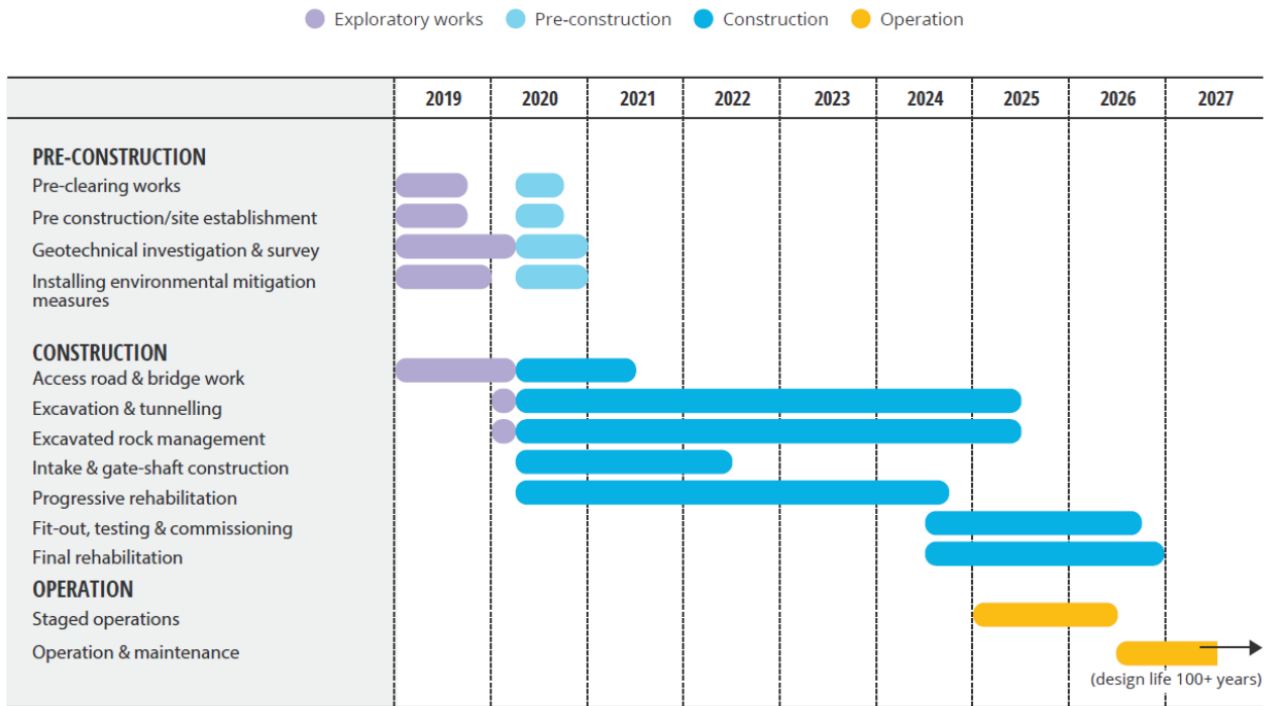 Exploratory works Pre-construction Construction Operation
2019 2020 2021 2022 2023 2024 2025 2026 2027
PRE-CONSTRUCTION
Pre-clearing works
Pre construction/site establishment
Geotechnical investigation & survey
Installing environmental mitigation
measures
CONSTRUCTION
Access road & bridge work
Excavation & tunnelling
Excavated rock management
Intake & gate-shaft construction
Progressive rehabilitation
Fit-out, testing & commissioning
Final rehabilitation
OPERATION
Staged operations
Operation & maintenance
(design life 100+ years)